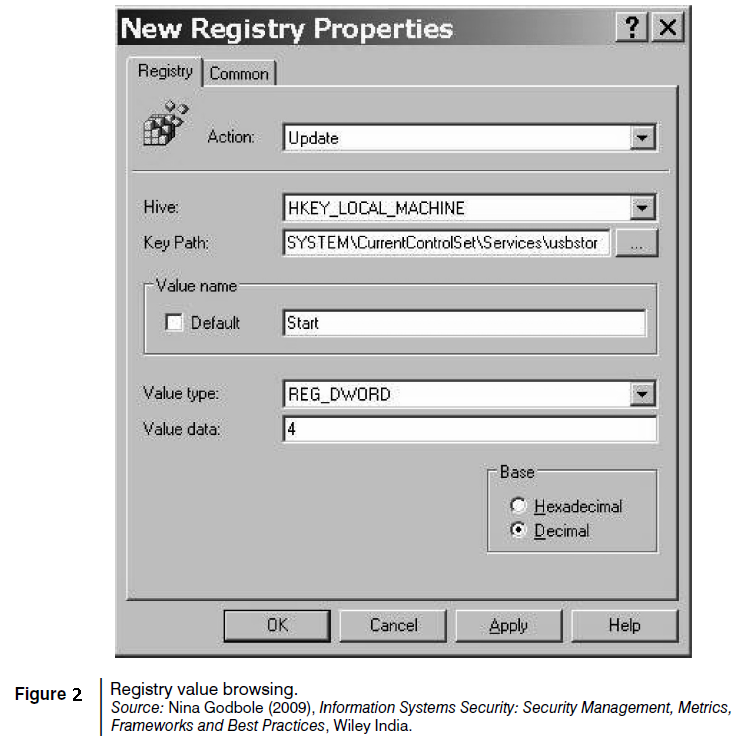 New Registry Properties
? X
Registry Common
Action: Update
Hive: HKEY_LOCAL_MACHINE
Key Path: SYSTEM\CurrentControlSet\Services\usbstor ...
Value name
Default Start
Value type: REG_DWORD
Value data: 4
Base
Hexadecimal
Decimal
OK Cancel Apply Help
Figure 2 Registry value browsing.
Source: Nina Godbole (2009), Information Systems Security: Security Management, Metrics,
Frameworks and Best Practices, Wiley India.